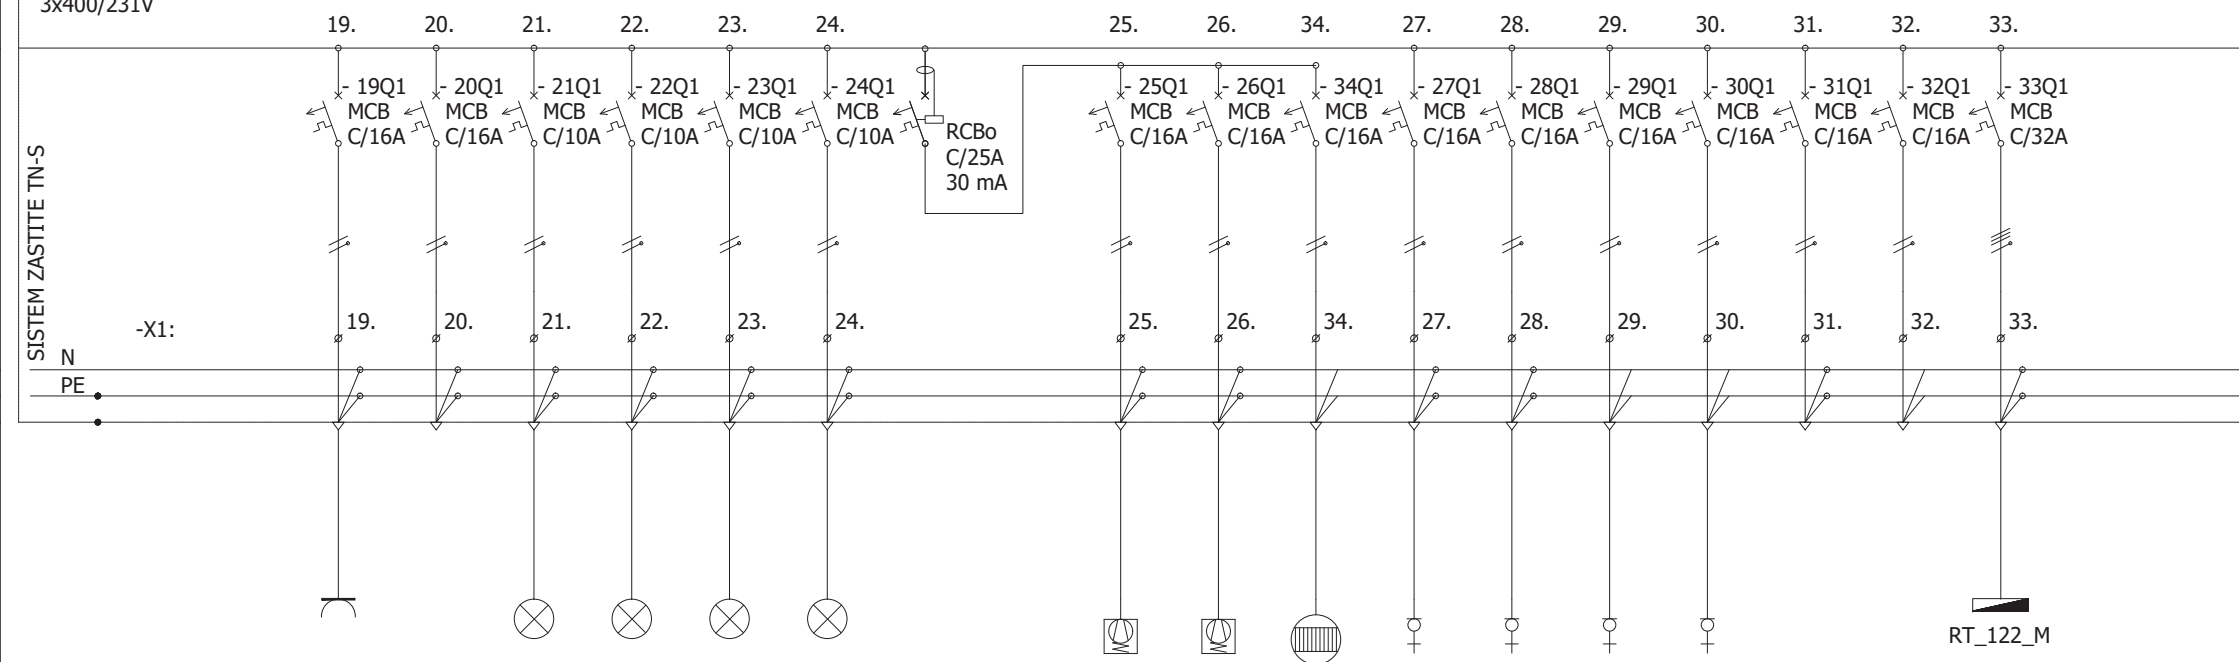 3x400/231V
19. 20. 21. 22. 23. 24. 25. 26. 34. 27. 28. 29. 30. 31. 32. 33.
- 19Q1
MCB
C/16A
- 20Q1
MCB
C/16A
- 21Q1
MCB
C/10A
- 22Q1
MCB
C/10A
- 23Q1
MCB
C/10A
- 24Q1
MCB
C/10A
RCBo
C/25A
30 mA
- 25Q1
MCB
C/16A
- 26Q1
MCB
C/16A
- 34Q1
MCB
C/16A
- 27Q1
MCB
C/16A
- 28Q1
MCB
C/16A
- 29Q1
MCB
C/16A
- 30Q1
MCB
C/16A
- 31Q1
MCB
C/16A
- 32Q1
MCB
C/16A
- 33Q1
MCB
C/32A
SISTEM ZASTITE TN-S
-X1:
19. 20. 21. 22. 23. 24. 25. 26. 34. 27. 28. 29. 30. 31. 32. 33.
N
PE
RT_122_M